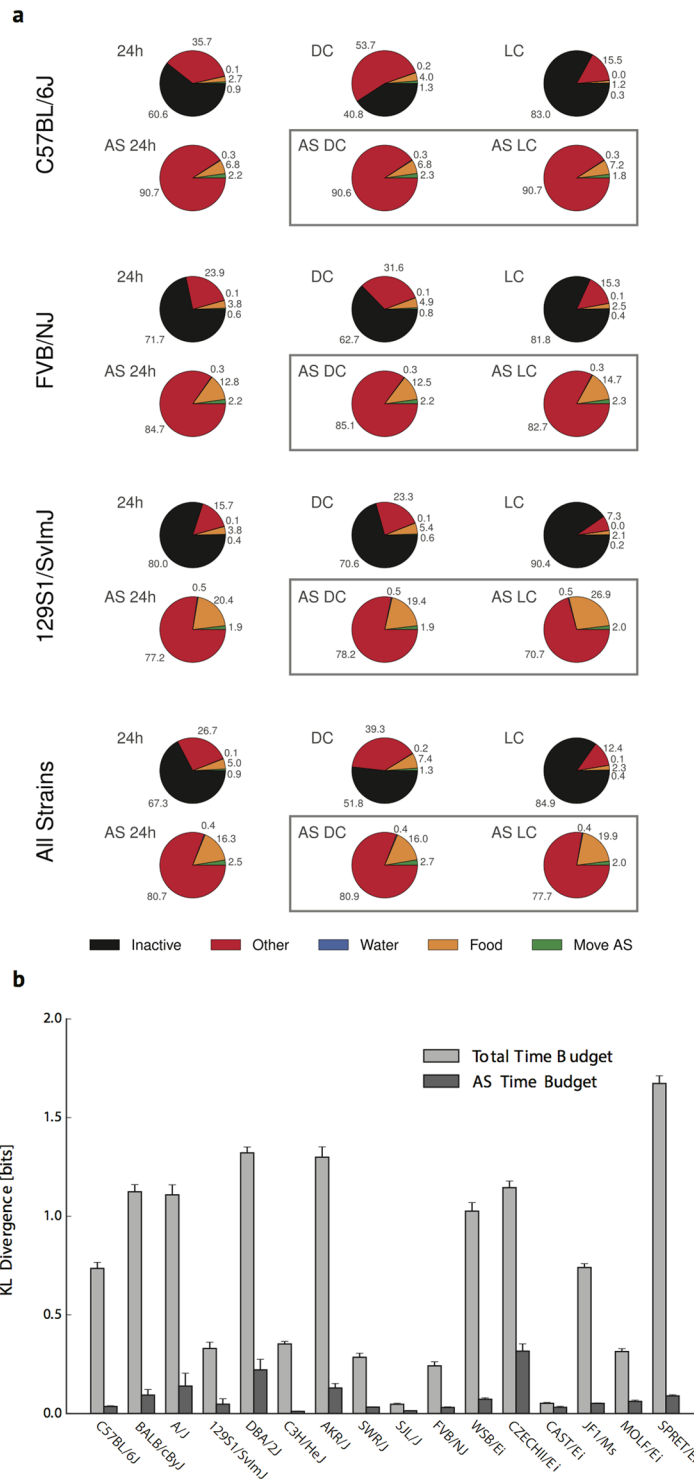 a
C57BL/6J
24h
35.7
0.1
2.7
0.9
60.6
DC
53.7
0.2
4.0
1.3
40.8
LC
15.5
0.0
1.2
0.3
83.0
AS 24h
0.3
6.8
2.2
90.7
AS DC
0.3
6.8
2.3
90.6
AS LC
0.3
7.2
1.8
90.7
FVB/NJ
24h
23.9
0.1
3.8
0.6
71.7
DC
31.6
0.1
4.9
0.8
62.7
LC
15.3
0.1
2.5
0.4
81.8
AS 24h
0.3
12.8
2.2
84.7
AS DC
0.3
12.5
2.2
85.1
AS LC
0.3
14.7
2.3
82.7
129S1/SvImJ
24h
15.7
0.1
3.8
0.4
80.0
DC
23.3
0.1
5.4
0.6
70.6
LC
7.3
0.0
2.1
0.2
90.4
AS 24h
0.5
20.4
1.9
77.2
AS DC
0.5
19.4
1.9
78.2
AS LC
0.5
26.9
2.0
70.7
All Strains
24h
26.7
0.1
5.0
0.9
67.3
DC
39.3
0.2
7.4
1.3
51.8
LC
12.4
0.1
2.3
0.4
84.9
AS 24h
0.4
16.3
2.5
80.7
AS DC
0.4
16.0
2.7
80.9
AS LC
0.4
19.9
2.0
77.7
Inactive Other Water Food Move AS
b
KL Divergence [bits]
2.0
1.5
1.0
0.5
0.0
Total Time Budget
AS Time Budget
C57BL/6J
BALB/cByJ
A/J
129S1/SvImJ
DBA/2J
C3H/HeJ
AKR/J
SWR/J
SJL/J
FVB/NJ
WSB/Ei
CZECHII/Ei
CAST/Ei
JF1/Ms
MOLF/Ei